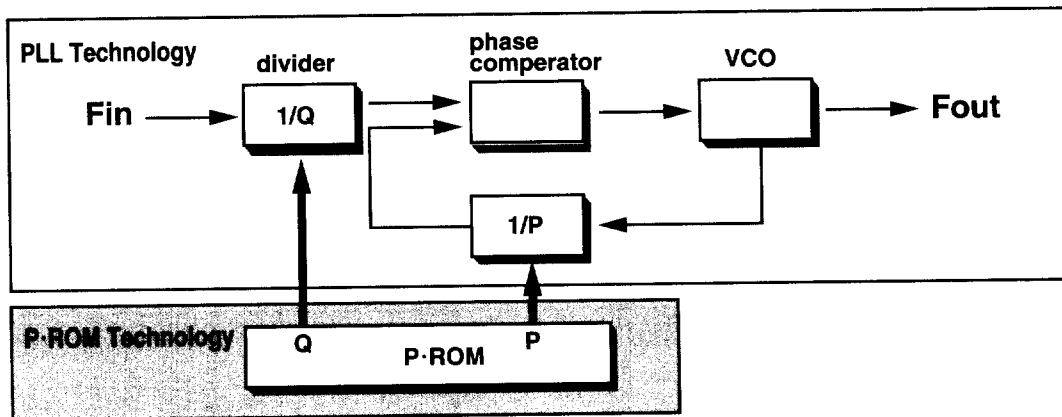 PLL Technology
divider
phase
comperator
VCO
Fin
1/Q
Fout
1/P
P·ROM Technology
Q
P
P·ROM